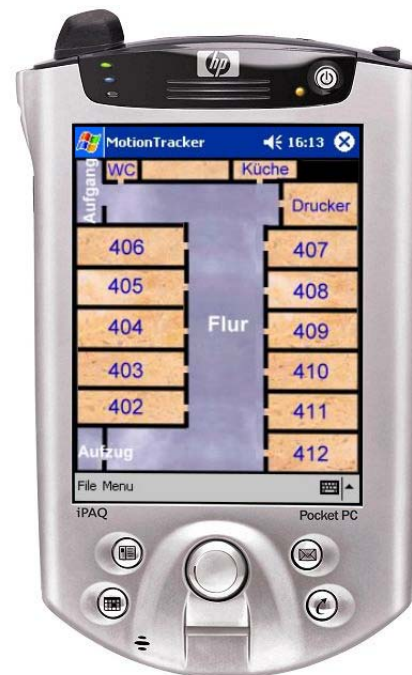 hp
MotionTracker 16:13
WC Küche
Aufgang
Drucker
406 407
405 408
404 Flur 409
403 410
402 411
Aufzug 412
File Menu
iPAQ Pocket PC